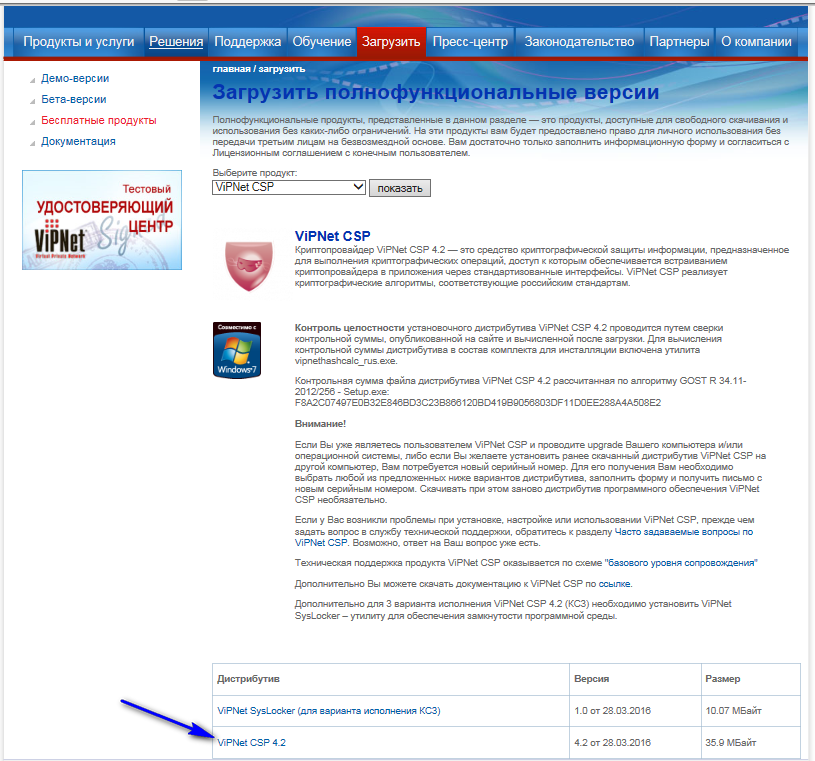 Продукты и услуги Решения Поддержка Обучение Загрузить Пресс-центр Законодательство Партнеры О компании
Демо-версии
Бета-версии
Бесплатные продукты
Документация
Тестовый
УДОСТОВЕРЯЮЩИЙ
ЦЕНТР
ViPNet
Virtual Private Network
Sig
главная / загрузить
Загрузить полнофункциональные версии
Полнофункциональные продукты, представленные в данном разделе — это продукты, доступные для свободного скачивания и
использования без каких-либо ограничений. На эти продукты вам будет предоставлено право для личного использования без
передачи третьим лицам на безвозмездной основе. Вам достаточно только заполнить информационную форму и согласиться с
Лицензионным соглашением с конечным пользователем.
Выберите продукт:
ViPNet CSP показать
ViPNet CSP
Криптопровайдер ViPNet CSP 4.2 — это средство криптографической защиты информации, предназначенное
для выполнения криптографических операций, доступ к которым обеспечивается встраиванием
криптопровайдера в приложения через стандартизованные интерфейсы. ViPNet CSP реализует
криптографические алгоритмы, соответствующие российским стандартам.
Совместимо с
Windows 7
Контроль целостности установочного дистрибутива ViPNet CSP 4.2 проводится путем сверки
контрольной суммы, опубликованной на сайте и вычисленной после загрузки. Для вычисления
контрольной суммы дистрибутива в состав комплекта для инсталляции включена утилита
vipnethashcalc_rus.exe.
Контрольная сумма файла дистрибутива ViPNet CSP 4.2 рассчитанная по алгоритму GOST R 34.11-
2012/256 - Setup.exe:
F8A2C07497E0B32E846BD3C23B866120BD419B9056803DF11D0EE288A4A508E2
Внимание!
Если Вы уже являетесь пользователем ViPNet CSP и проводите upgrade Вашего компьютера и/или
операционной системы, либо если Вы желаете установить ранее скачанный дистрибутив ViPNet CSP на
другой компьютер, Вам потребуется новый серийный номер. Для его получения Вам необходимо
выбрать любой из предложенных ниже вариантов дистрибутива, заполнить форму и получить письмо с
новым серийным номером. Скачивать при этом заново дистрибутив программного обеспечения ViPNet
CSP необязательно.
Если у Вас возникли проблемы при установке, настройке или использовании ViPNet CSP, прежде чем
задать вопрос в службу технической поддержки, обратитесь к разделу Часто задаваемые вопросы по
ViPNet CSP. Возможно, ответ на Ваш вопрос уже есть.
Техническая поддержка продукта ViPNet CSP оказывается по схеме "базового уровня сопровождения"
Дополнительно Вы можете скачать документацию к ViPNet CSP по ссылке.
Дополнительно для 3 варианта исполнения ViPNet CSP 4.2 (КС3) необходимо установить ViPNet
SysLocker – утилиту для обеспечения замкнутости программной среды.
Дистрибутив Версия Размер
ViPNet SysLocker (для варианта исполнения КС3) 1.0 от 28.03.2016 10.07 МБайт
ViPNet CSP 4.2 4.2 от 28.03.2016 35.9 МБайт